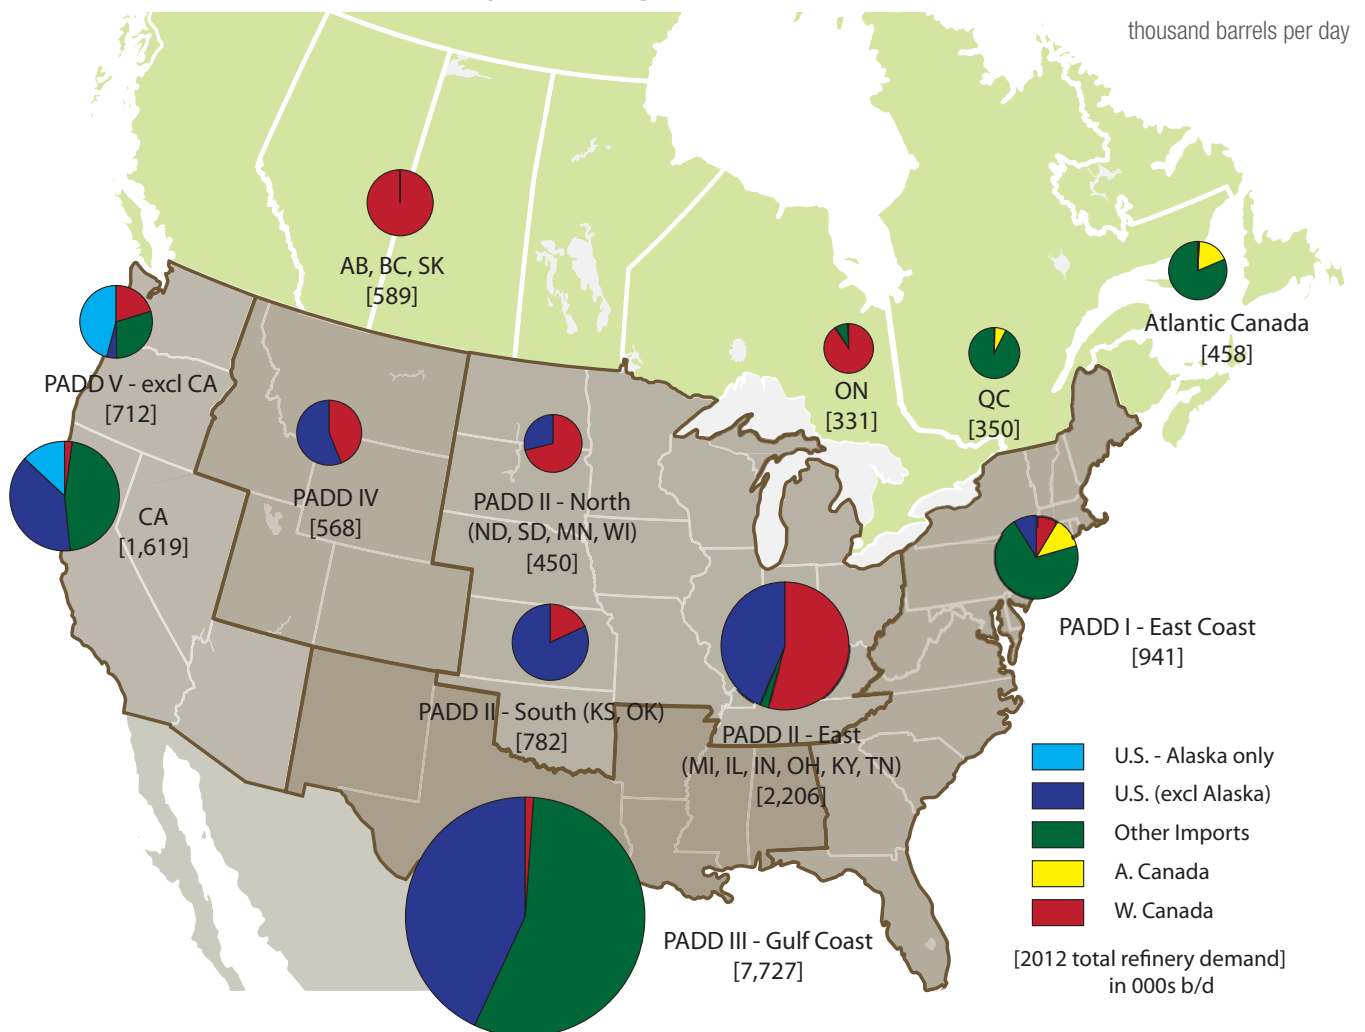 thousand barrels per day
AB, BC, SK
[589]
Atlantic Canada
[458]
PADD V - excl CA
[712]
ON
[331]
QC
[350]
CA
[1,619]
PADD IV
[568]
PADD II - North
(ND, SD, MN, WI)
[450]
PADD I - East Coast
[941]
PADD II - South (KS, OK)
[782]
PADD II - East
(MI, IL, IN, OH, KY, TN)
[2,206]
PADD III - Gulf Coast
[7,727]
U.S. - Alaska only
U.S. (excl Alaska)
Other Imports
A. Canada
W. Canada
[2012 total refinery demand]
in 000s b/d